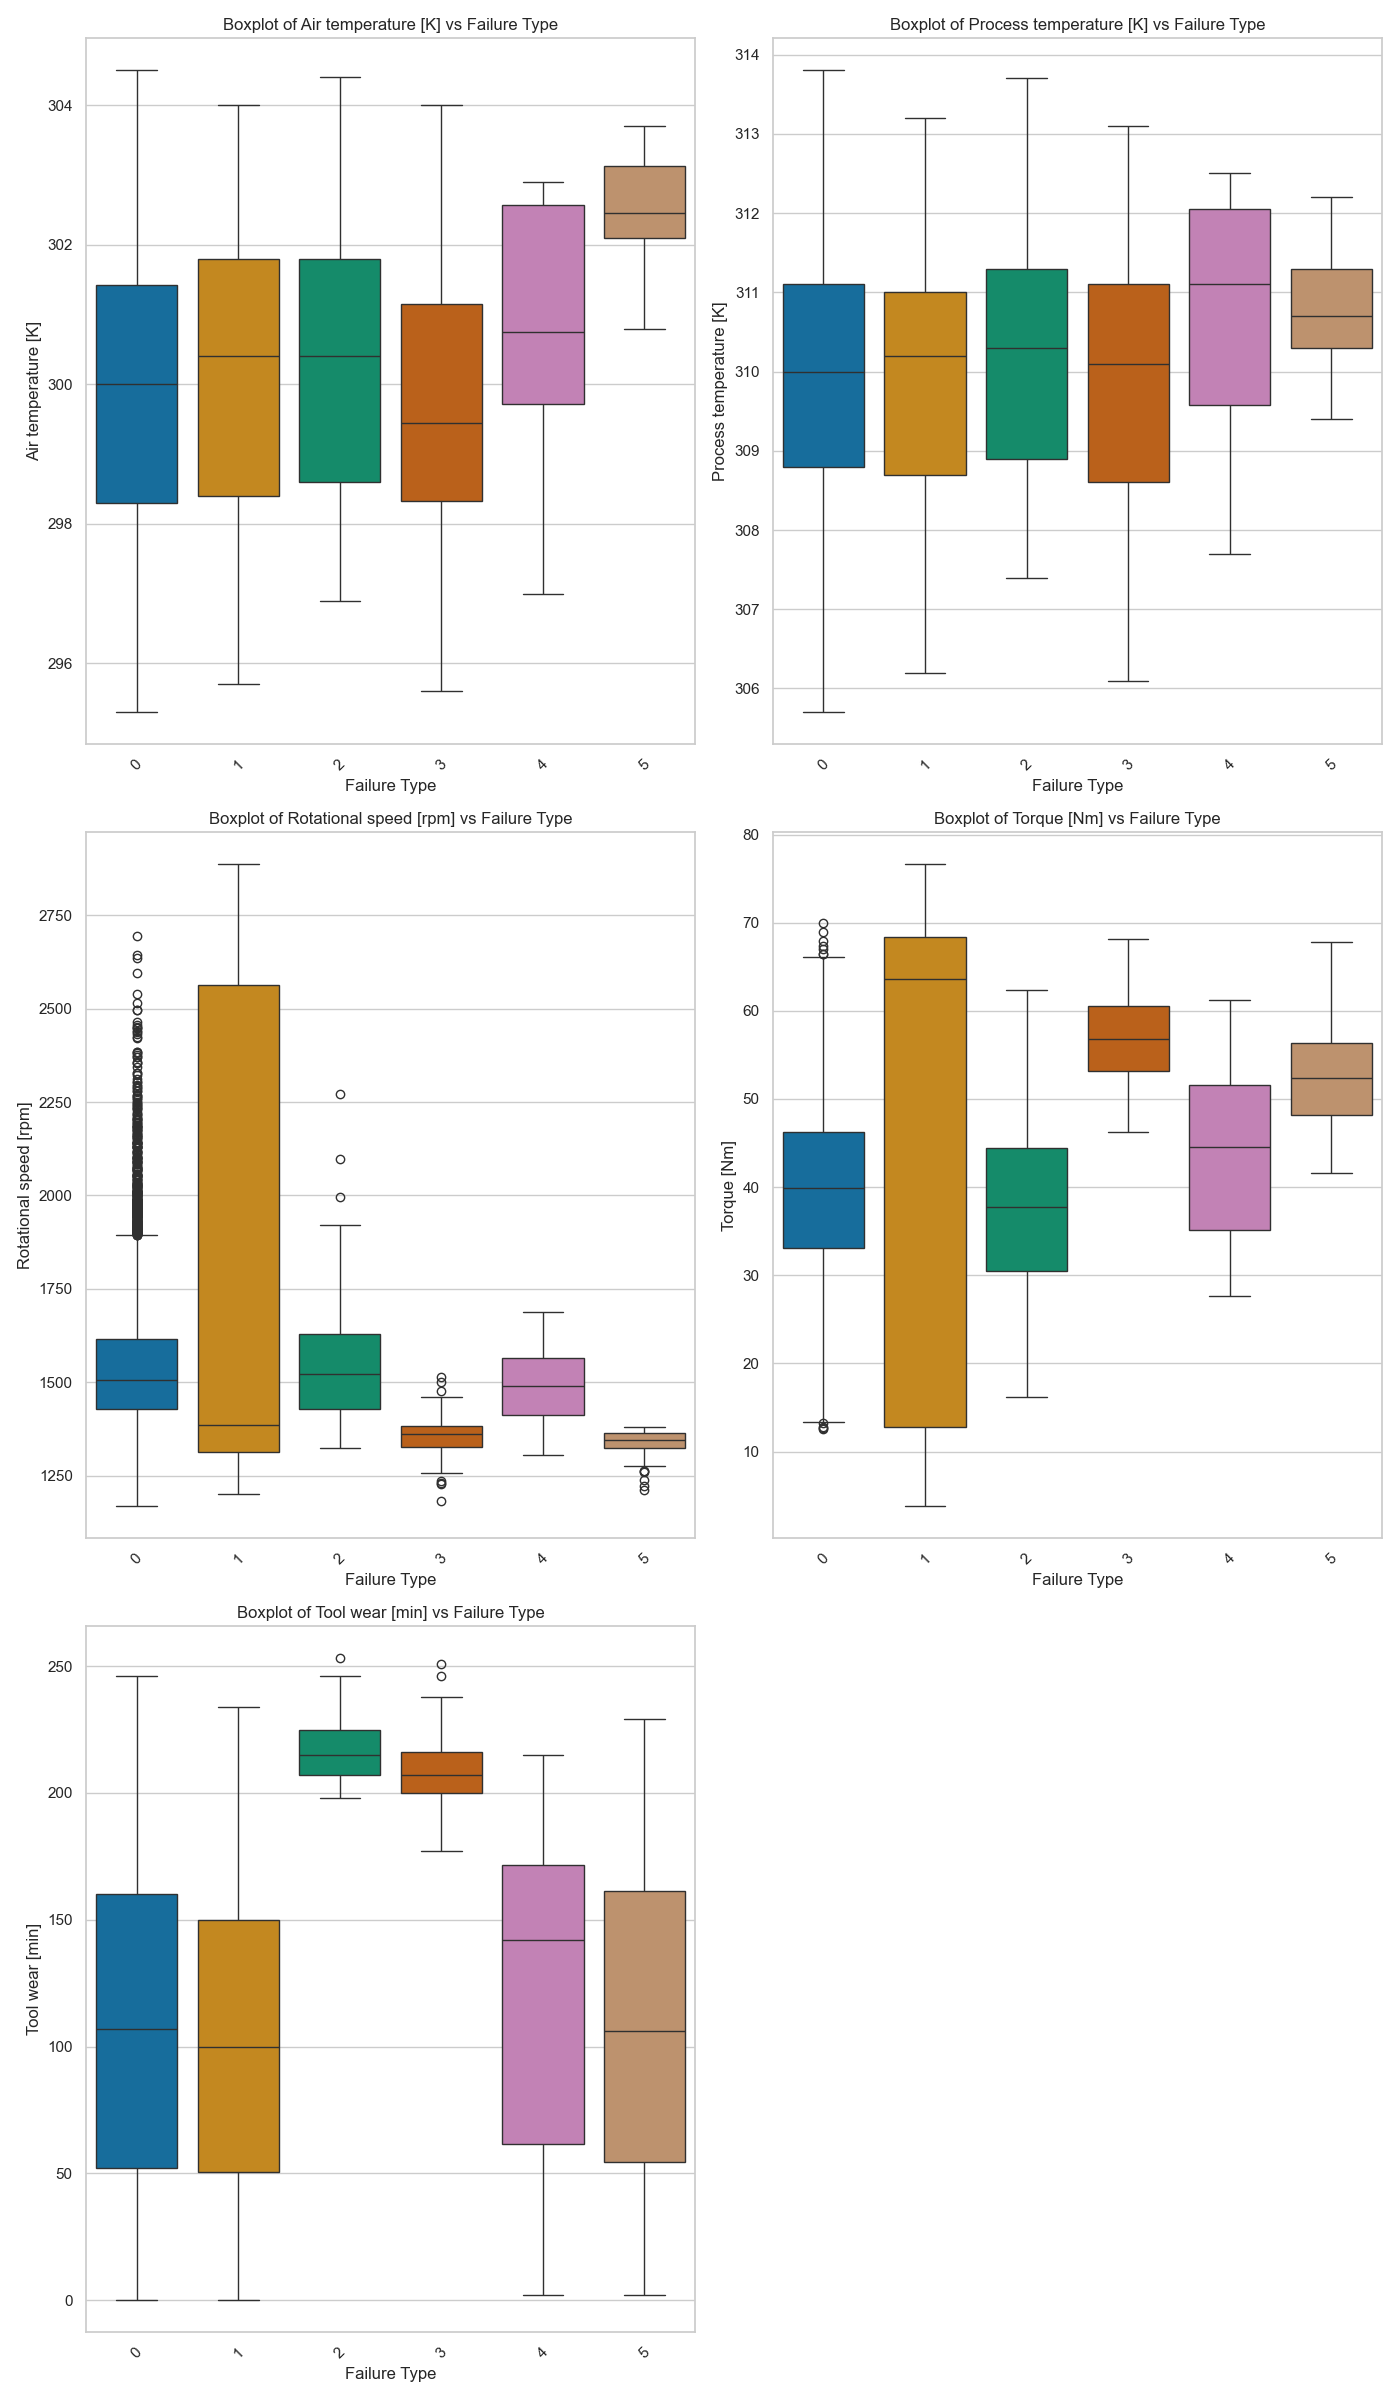 Boxplot of Air temperature [K] vs Failure Type
Air temperature [K]
304
302
300
298
296
0 1 2 3 4 5
Failure Type
Boxplot of Process temperature [K] vs Failure Type
Process temperature [K]
314
313
312
311
310
309
308
307
306
0 1 2 3 4 5
Failure Type
Boxplot of Rotational speed [rpm] vs Failure Type
Rotational speed [rpm]
2750
2500
2250
2000
1750
1500
1250
0 1 2 3 4 5
Failure Type
Boxplot of Torque [Nm] vs Failure Type
Torque [Nm]
80
70
60
50
40
30
20
10
0 1 2 3 4 5
Failure Type
Boxplot of Tool wear [min] vs Failure Type
Tool wear [min]
250
200
150
100
50
0
0 1 2 3 4 5
Failure Type